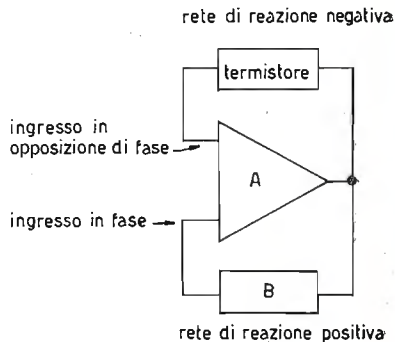 rete di reazione negativa
termistore
ingresso in
opposizione di fase
A
ingresso in fase
B
rete di reazione positiva